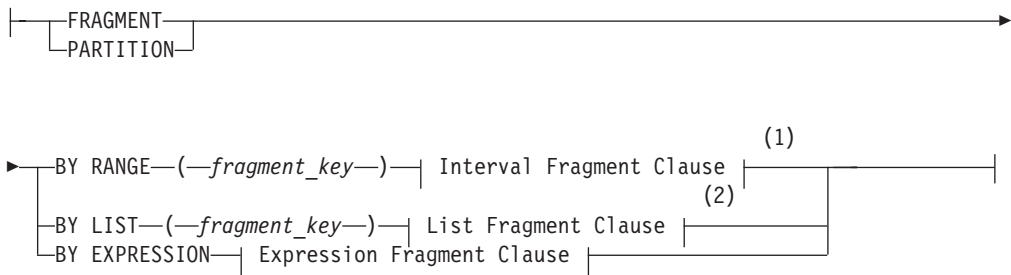 FRAGMENT
PARTITION
(1)
BY RANGE ( fragment_key ) Interval Fragment Clause
(2)
BY LIST ( fragment_key ) List Fragment Clause
BY EXPRESSION Expression Fragment Clause